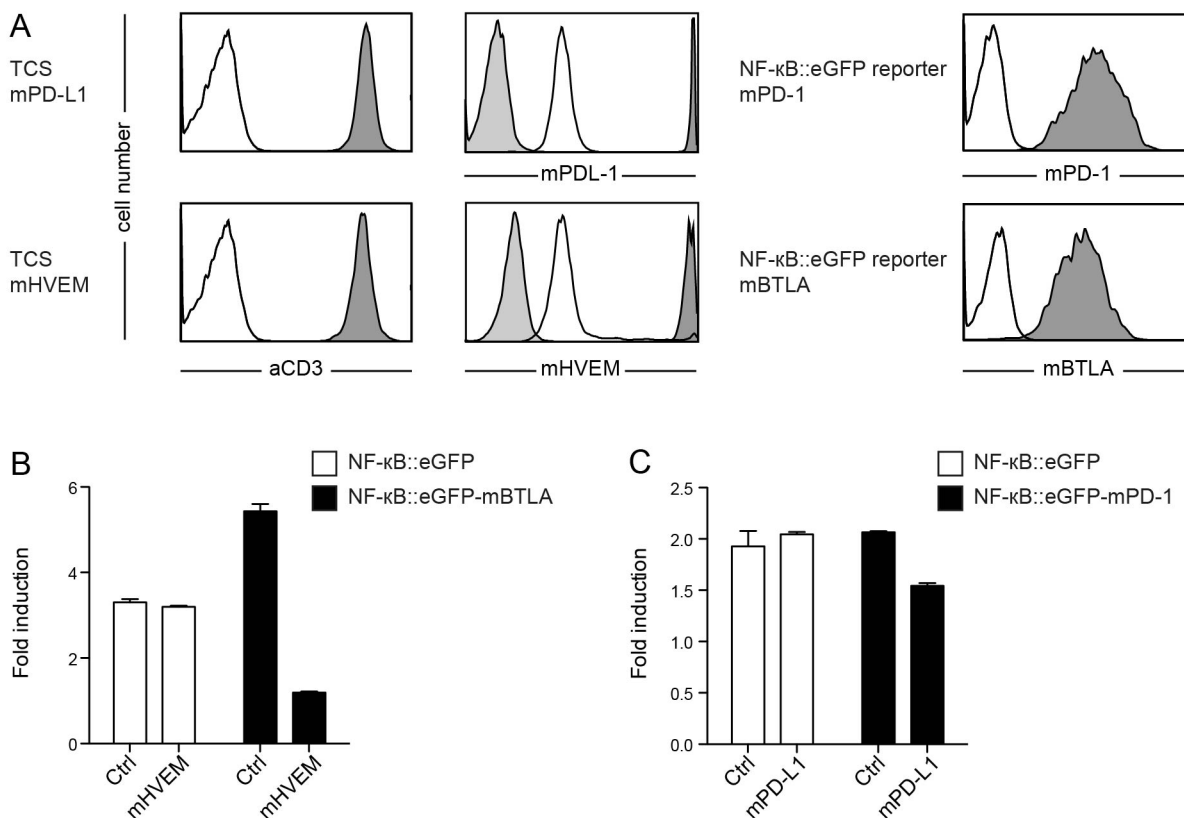 A
TCS
mPD-L1
cell number
NF-κB::eGFP reporter
mPD-1
mPDL-1
mPD-1
TCS
mHVEM
NF-κB::eGFP reporter
mBTLA
aCD3
mHVEM
mBTLA
B
NF-κB::eGFP
NF-κB::eGFP-mBTLA
Fold induction
6
4
2
0
Ctrl
mHVEM
Ctrl
mHVEM
C
NF-κB::eGFP
NF-κB::eGFP-mPD-1
Fold induction
2.5
2.0
1.5
1.0
0.5
0.0
Ctrl
mPD-L1
Ctrl
mPD-L1